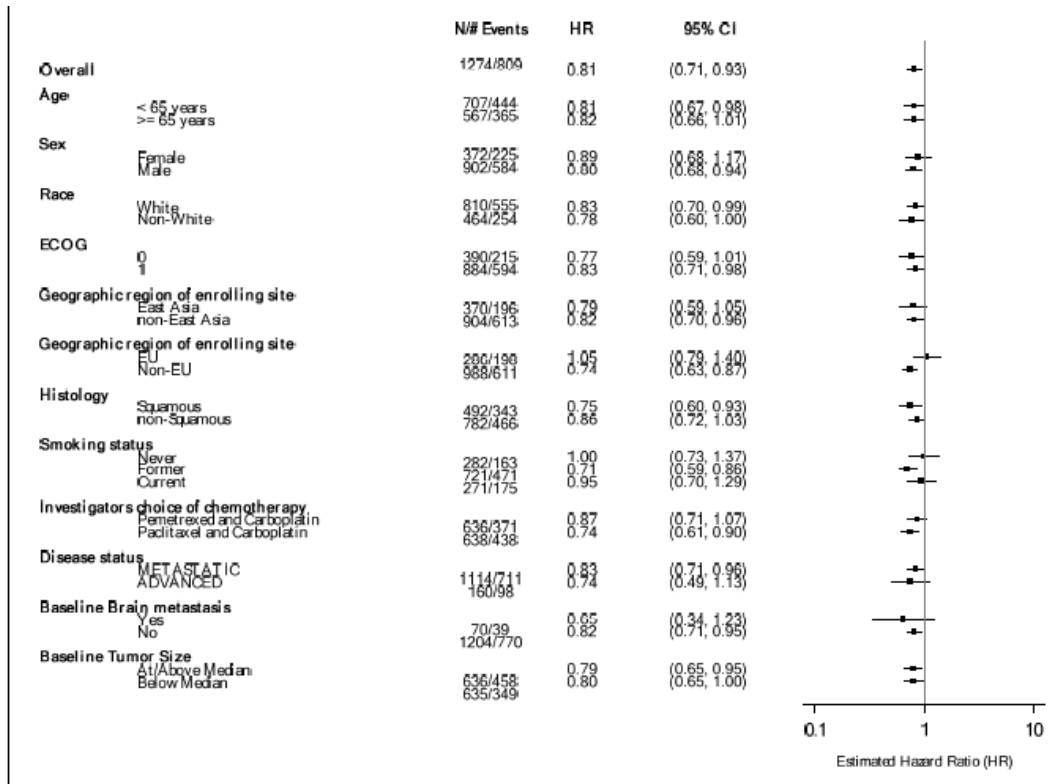 N/# Events HR 95% CI
Overall 1274/809 0.81 (0.71, 0.93)
Age
< 65 years 707/444 0.81 (0.67, 0.98)
>= 65 years 567/365 0.82 (0.66, 1.01)
Sex
Female 372/225 0.89 (0.68, 1.17)
Male 902/584 0.80 (0.68, 0.94)
Race
White 810/555 0.83 (0.70, 0.99)
Non-White 464/254 0.78 (0.60, 1.00)
ECOG
0 390/215 0.77 (0.59, 1.01)
1 884/594 0.83 (0.71, 0.98)
Geographic region of enrolling site
East Asia 370/196 0.79 (0.59, 1.05)
non-East Asia 904/613 0.82 (0.70, 0.96)
Geographic region of enrolling site
EU 286/198 1.05 (0.79, 1.40)
Non-EU 988/611 0.74 (0.63, 0.87)
Histology
Squamous 492/343 0.75 (0.60, 0.93)
non-Squamous 782/466 0.86 (0.72, 1.03)
Smoking status
Never 282/163 1.00 (0.73, 1.37)
Former 721/471 0.71 (0.59, 0.86)
Current 271/175 0.95 (0.70, 1.29)
Investigators choice of chemotherapy
Pemetrexed and Carboplatin 636/371 0.87 (0.71, 1.07)
Paclitaxel and Carboplatin 638/438 0.74 (0.61, 0.90)
Disease status
METASTATIC 1114/711 0.83 (0.71, 0.96)
ADVANCED 160/98 0.74 (0.49, 1.13)
Baseline Brain metastasis
Yes 70/39 0.65 (0.34, 1.23)
No 1204/770 0.82 (0.71, 0.95)
Baseline Tumor Size
At/Above Median 636/458 0.79 (0.65, 0.95)
Below Median 635/349 0.80 (0.65, 1.00)
0.1 1 10
Estimated Hazard Ratio (HR)